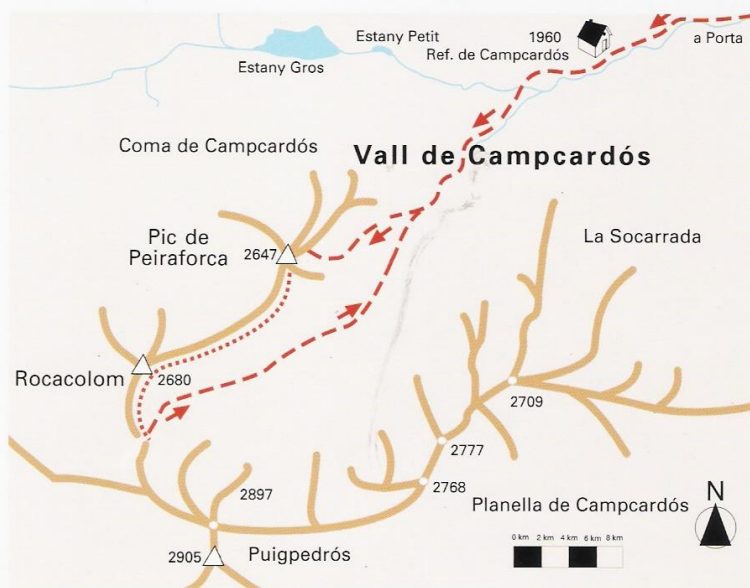 1960
Ref. de Campcardós
a Porta
Estany Petit
Estany Gros
Coma de Campcardós
Vall de Campcardós
Pic de
Peiraforca
2647
La Socarrada
Rocacolom
2680
2709
2777
2768
2897
Planella de Campcardós
N
2905
Puigpedrós
0 km 2 km 4 km 6 km 8 km